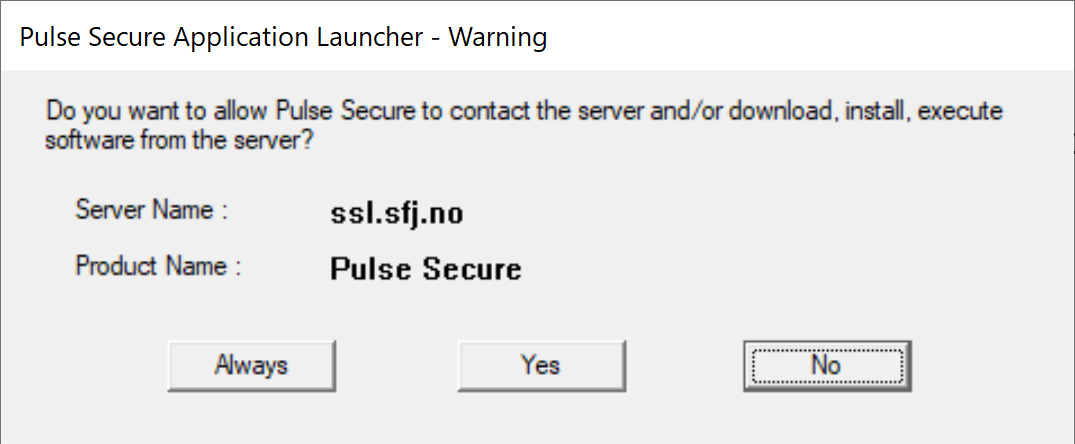 Pulse Secure Application Launcher - Warning
Do you want to allow Pulse Secure to contact the server and/or download, install, execute
software from the server?
Server Name : ssl.sfj.no
Product Name : Pulse Secure
Always Yes No